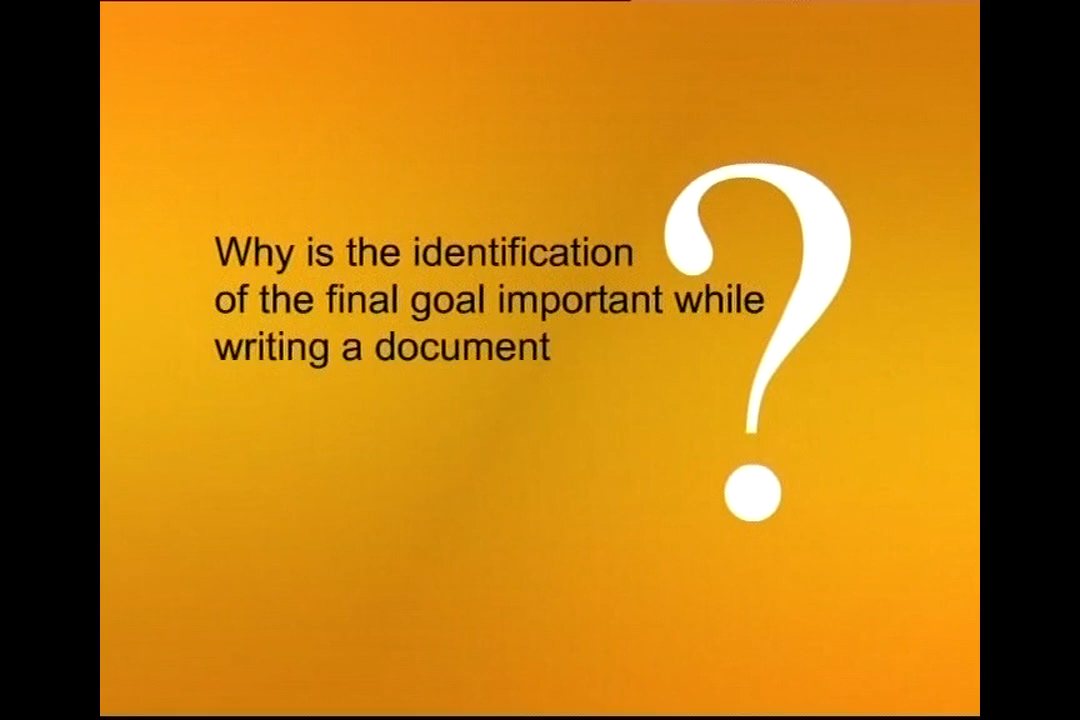 Why is the identification
of the final goal important while
writing a document
?